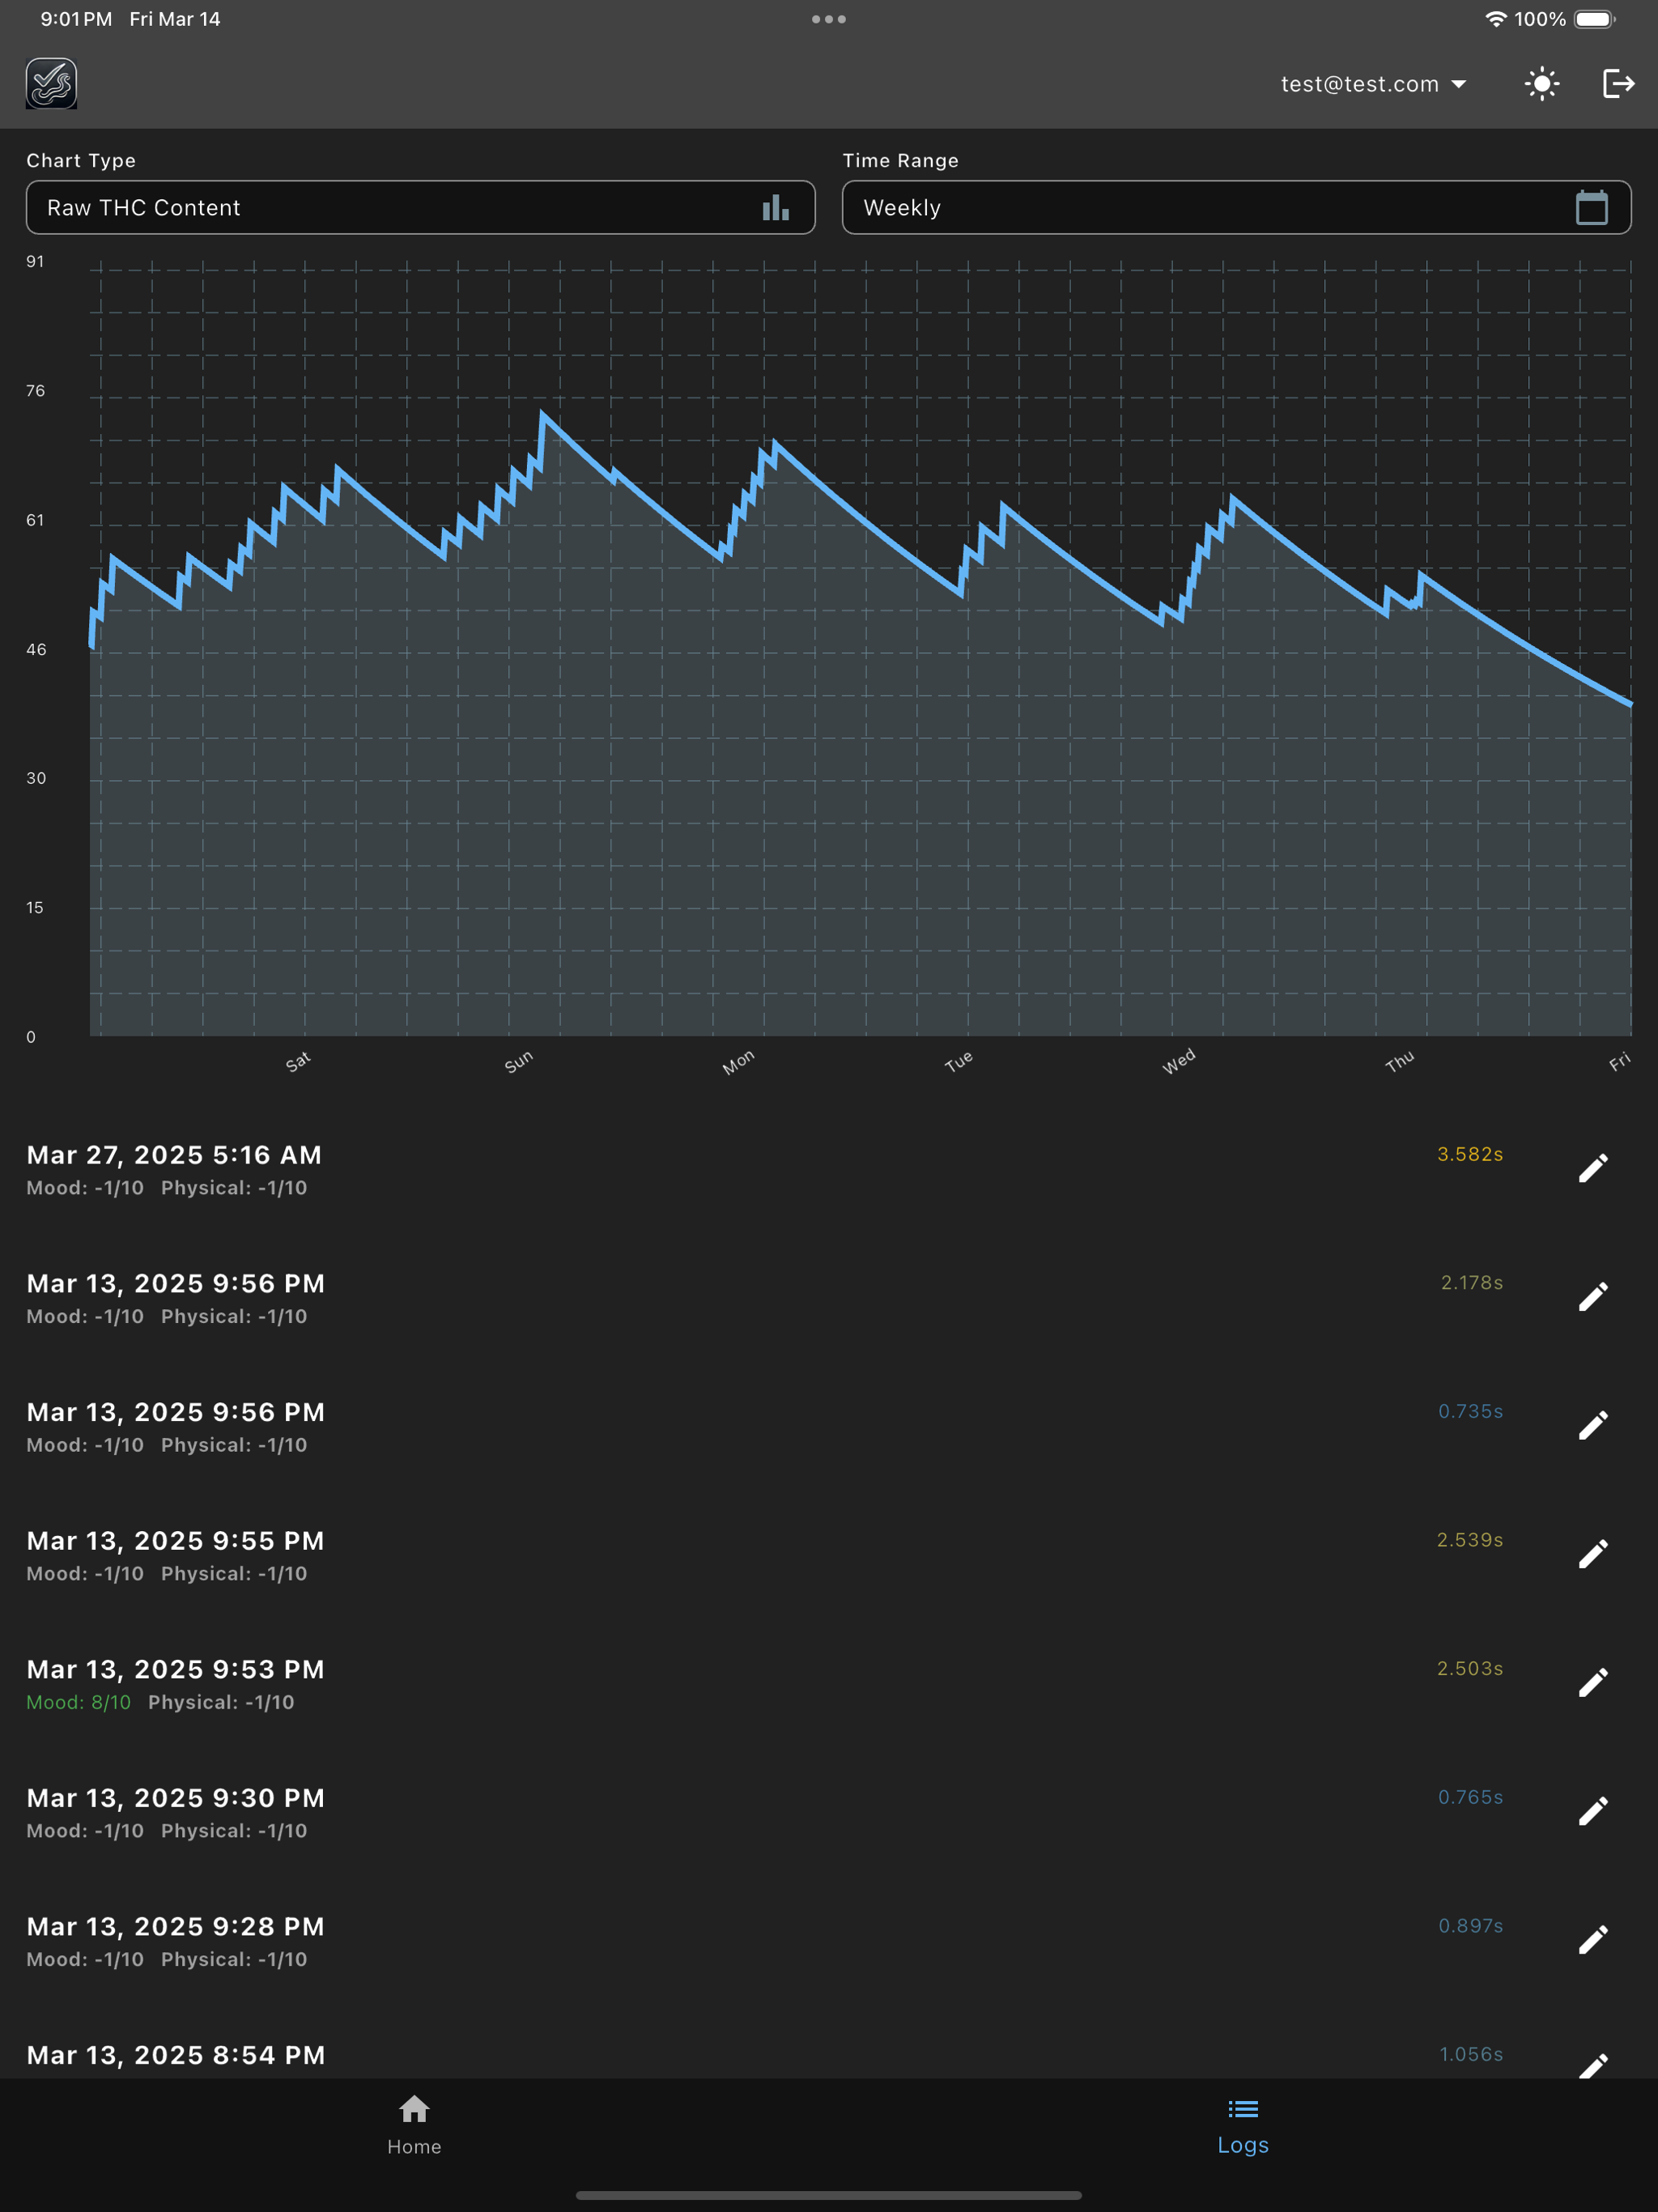 9:01 PM Fri Mar 14
100%
test@test.com
Chart Type
Time Range
Raw THC Content
Weekly
91
76
61
46
30
15
0
Sat Sun Mon Tue Wed Thu Fri
Mar 27, 2025 5:16 AM
3.582s
Mood: -1/10 Physical: -1/10
Mar 13, 2025 9:56 PM
2.178s
Mood: -1/10 Physical: -1/10
Mar 13, 2025 9:56 PM
0.735s
Mood: -1/10 Physical: -1/10
Mar 13, 2025 9:55 PM
2.539s
Mood: -1/10 Physical: -1/10
Mar 13, 2025 9:53 PM
2.503s
Mood: 8/10 Physical: -1/10
Mar 13, 2025 9:30 PM
0.765s
Mood: -1/10 Physical: -1/10
Mar 13, 2025 9:28 PM
0.897s
Mood: -1/10 Physical: -1/10
Mar 13, 2025 8:54 PM
1.056s
Home
Logs